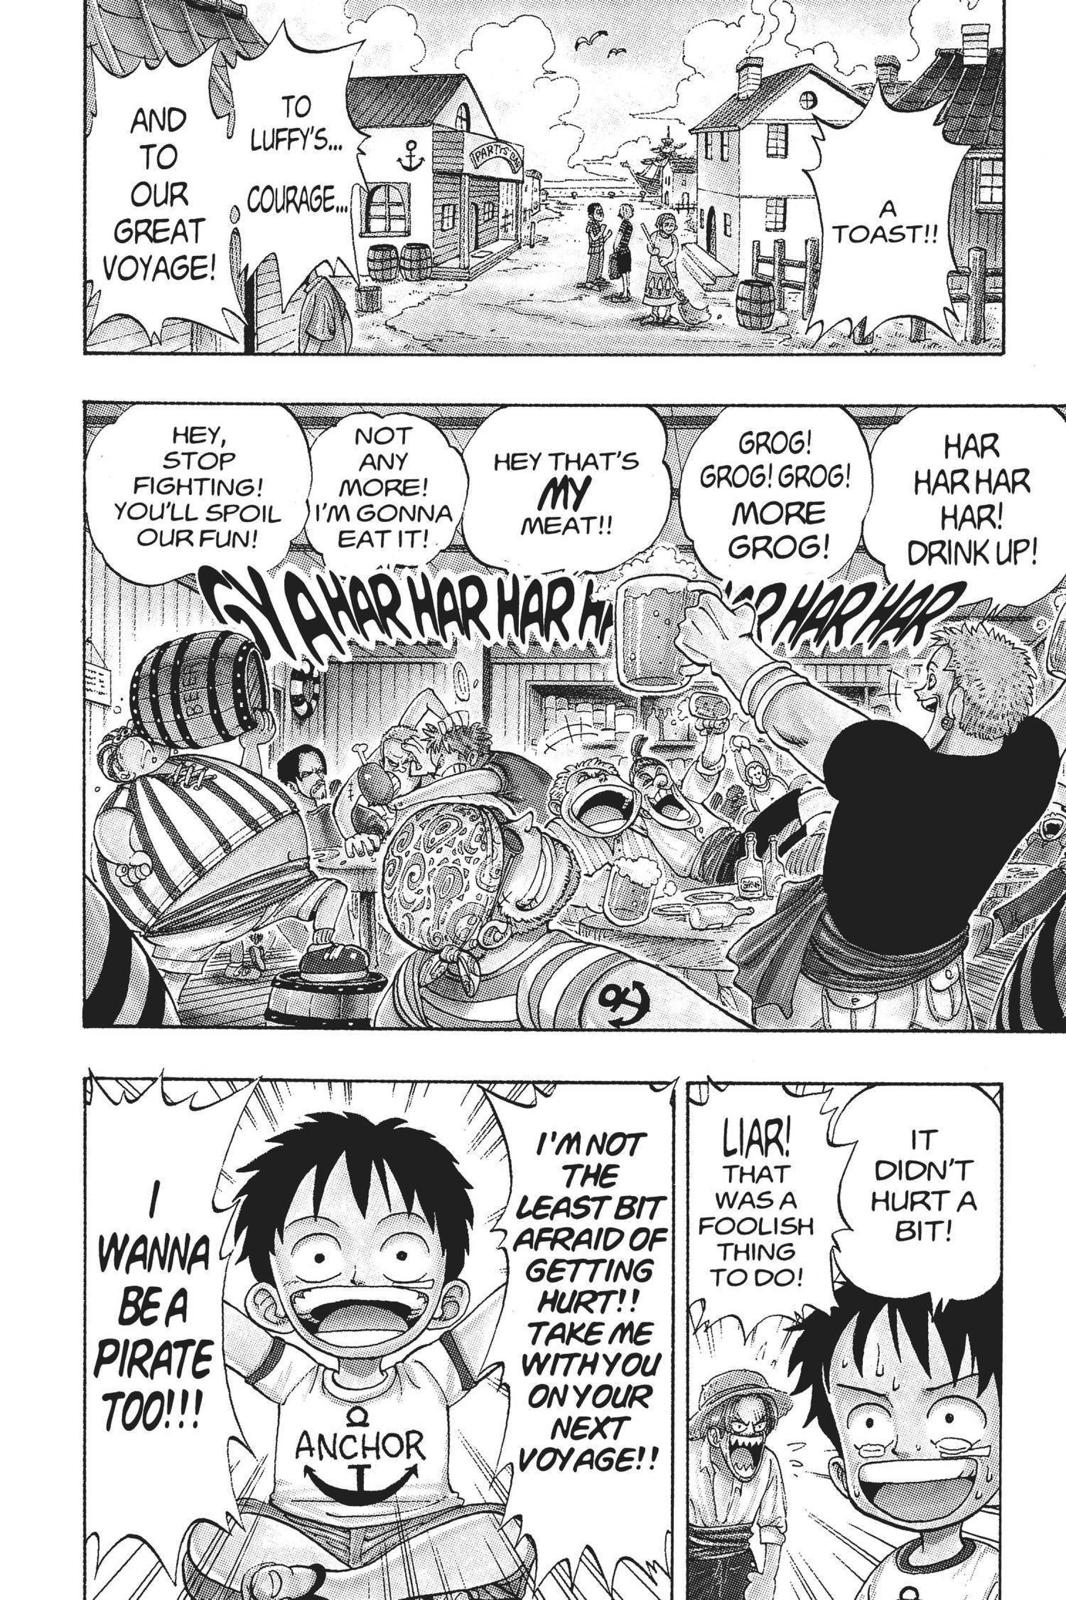 A
TOAST!!
TO
LUFFY'S...
COURAGE...
AND
TO
OUR
GREAT
VOYAGE!
PARTYS BAR
HAR
HAR HAR
HAR!
DRINK UP!
GROG!
GROG! GROG!
MORE
GROG!
HEY THAT'S
MY
MEAT!!
NOT
ANY
MORE!
I'M GONNA
EAT IT!
HEY,
STOP
FIGHTING!
YOU'LL SPOIL
OUR FUN!
GYAHAR HAR HAR HAR HAR HAR HAR
BEER
IT
DIDN'T
HURT A
BIT!
LIAR!
THAT
WAS A
FOOLISH
THING
TO DO!
I'M NOT
THE
LEAST BIT
AFRAID OF
GETTING
HURT!!
TAKE ME
WITH YOU
ON YOUR
NEXT
VOYAGE!!
I
WANNA
BE A
PIRATE
TOO!!!
ANCHOR